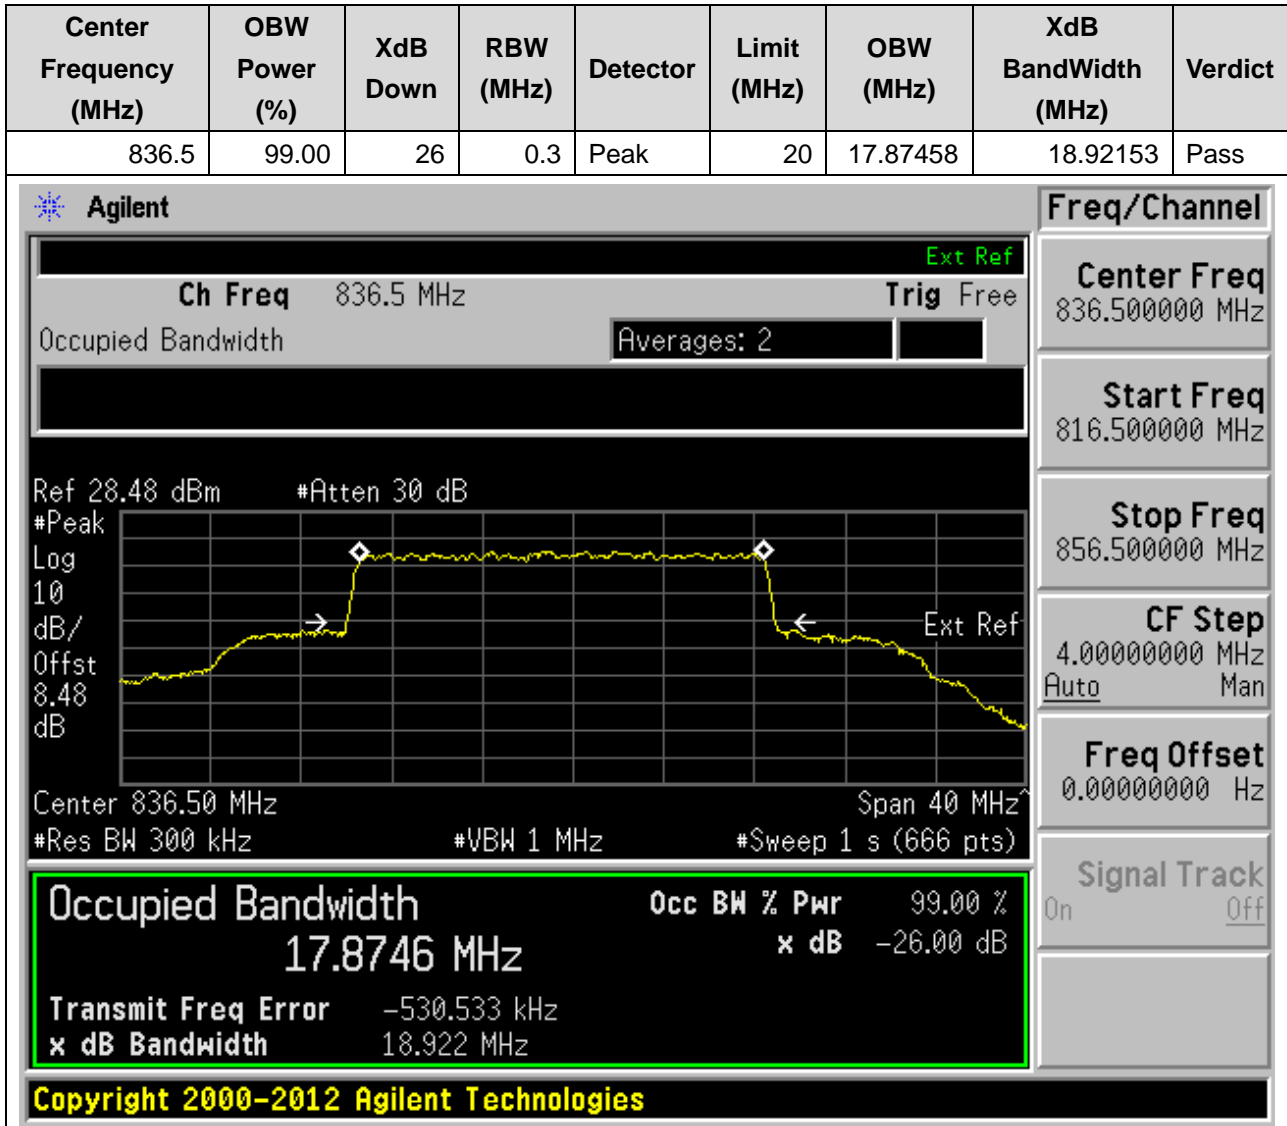 Center Frequency (MHz) OBW Power (%) XdB Down RBW (MHz) Detector Limit (MHz) OBW (MHz) XdB BandWidth (MHz) Verdict
836.5 99.00 26 0.3 Peak 20 17.87458 18.92153 Pass
Agilent
Freq/Channel
Ext Ref
Ch Freq 836.5 MHz Trig Free
Occupied Bandwidth Averages: 2
Center Freq
836.500000 MHz
Start Freq
816.500000 MHz
Stop Freq
856.500000 MHz
CF Step
4.00000000 MHz
Auto Man
Freq Offset
0.00000000 Hz
Signal Track
On Off
Ref 28.48 dBm #Atten 30 dB
#Peak
Log
10
dB/
Offst
8.48
dB
Ext Ref
Center 836.50 MHz Span 40 MHz^
#Res BW 300 kHz #VBW 1 MHz #Sweep 1 s (666 pts)
Occupied Bandwidth
17.8746 MHz
Occ BW % Pwr 99.00 %
x dB -26.00 dB
Transmit Freq Error -530.533 kHz
x dB Bandwidth 18.922 MHz
Copyright 2000-2012 Agilent Technologies